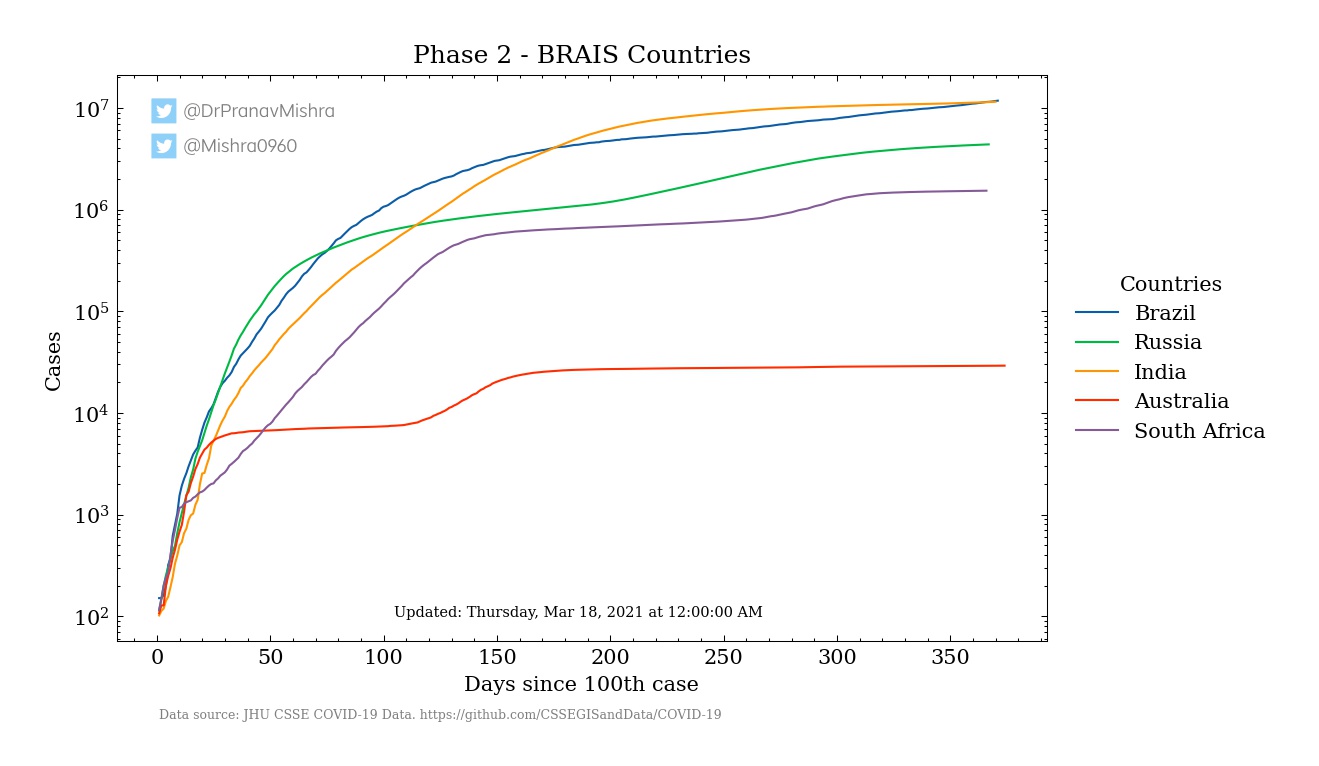 Phase 2 - BRAIS Countries
@DrPranavMishra
@Mishra0960
10⁷
10⁶
10⁵
10⁴
10³
10²
Cases
Countries
Brazil
Russia
India
Australia
South Africa
Updated: Thursday, Mar 18, 2021 at 12:00:00 AM
0 50 100 150 200 250 300 350
Days since 100th case
Data source: JHU CSSE COVID-19 Data. https://github.com/CSSEGISandData/COVID-19